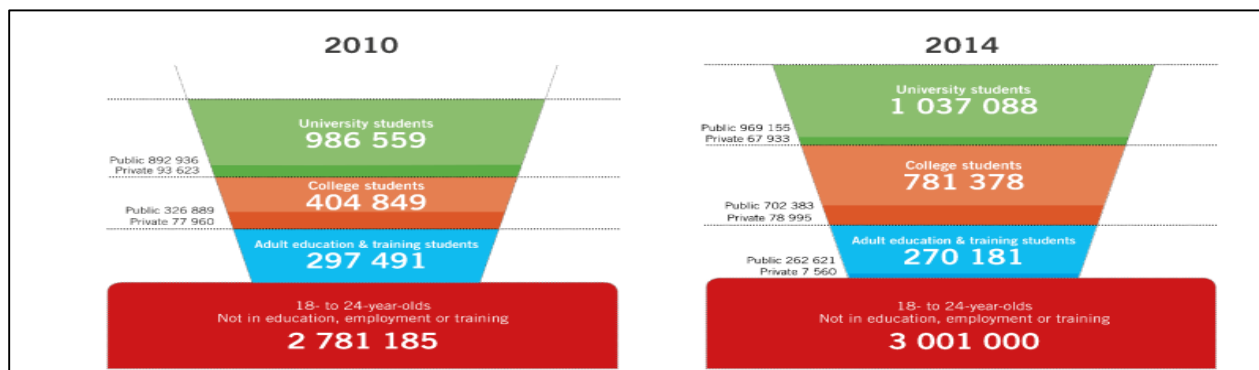 2010
University students
986 559
Public 892 936
Private 93 623
College students
404 849
Public 326 889
Private 77 960
Adult education & training students
297 491
18- to 24-year-olds
Not in education, employment or training
2 781 185
2014
University students
1 037 088
Public 969 155
Private 67 933
College students
781 378
Public 702 383
Private 78 995
Adult education & training students
270 181
Public 262 621
Private 7 560
18- to 24-year-olds
Not in education, employment or training
3 001 000